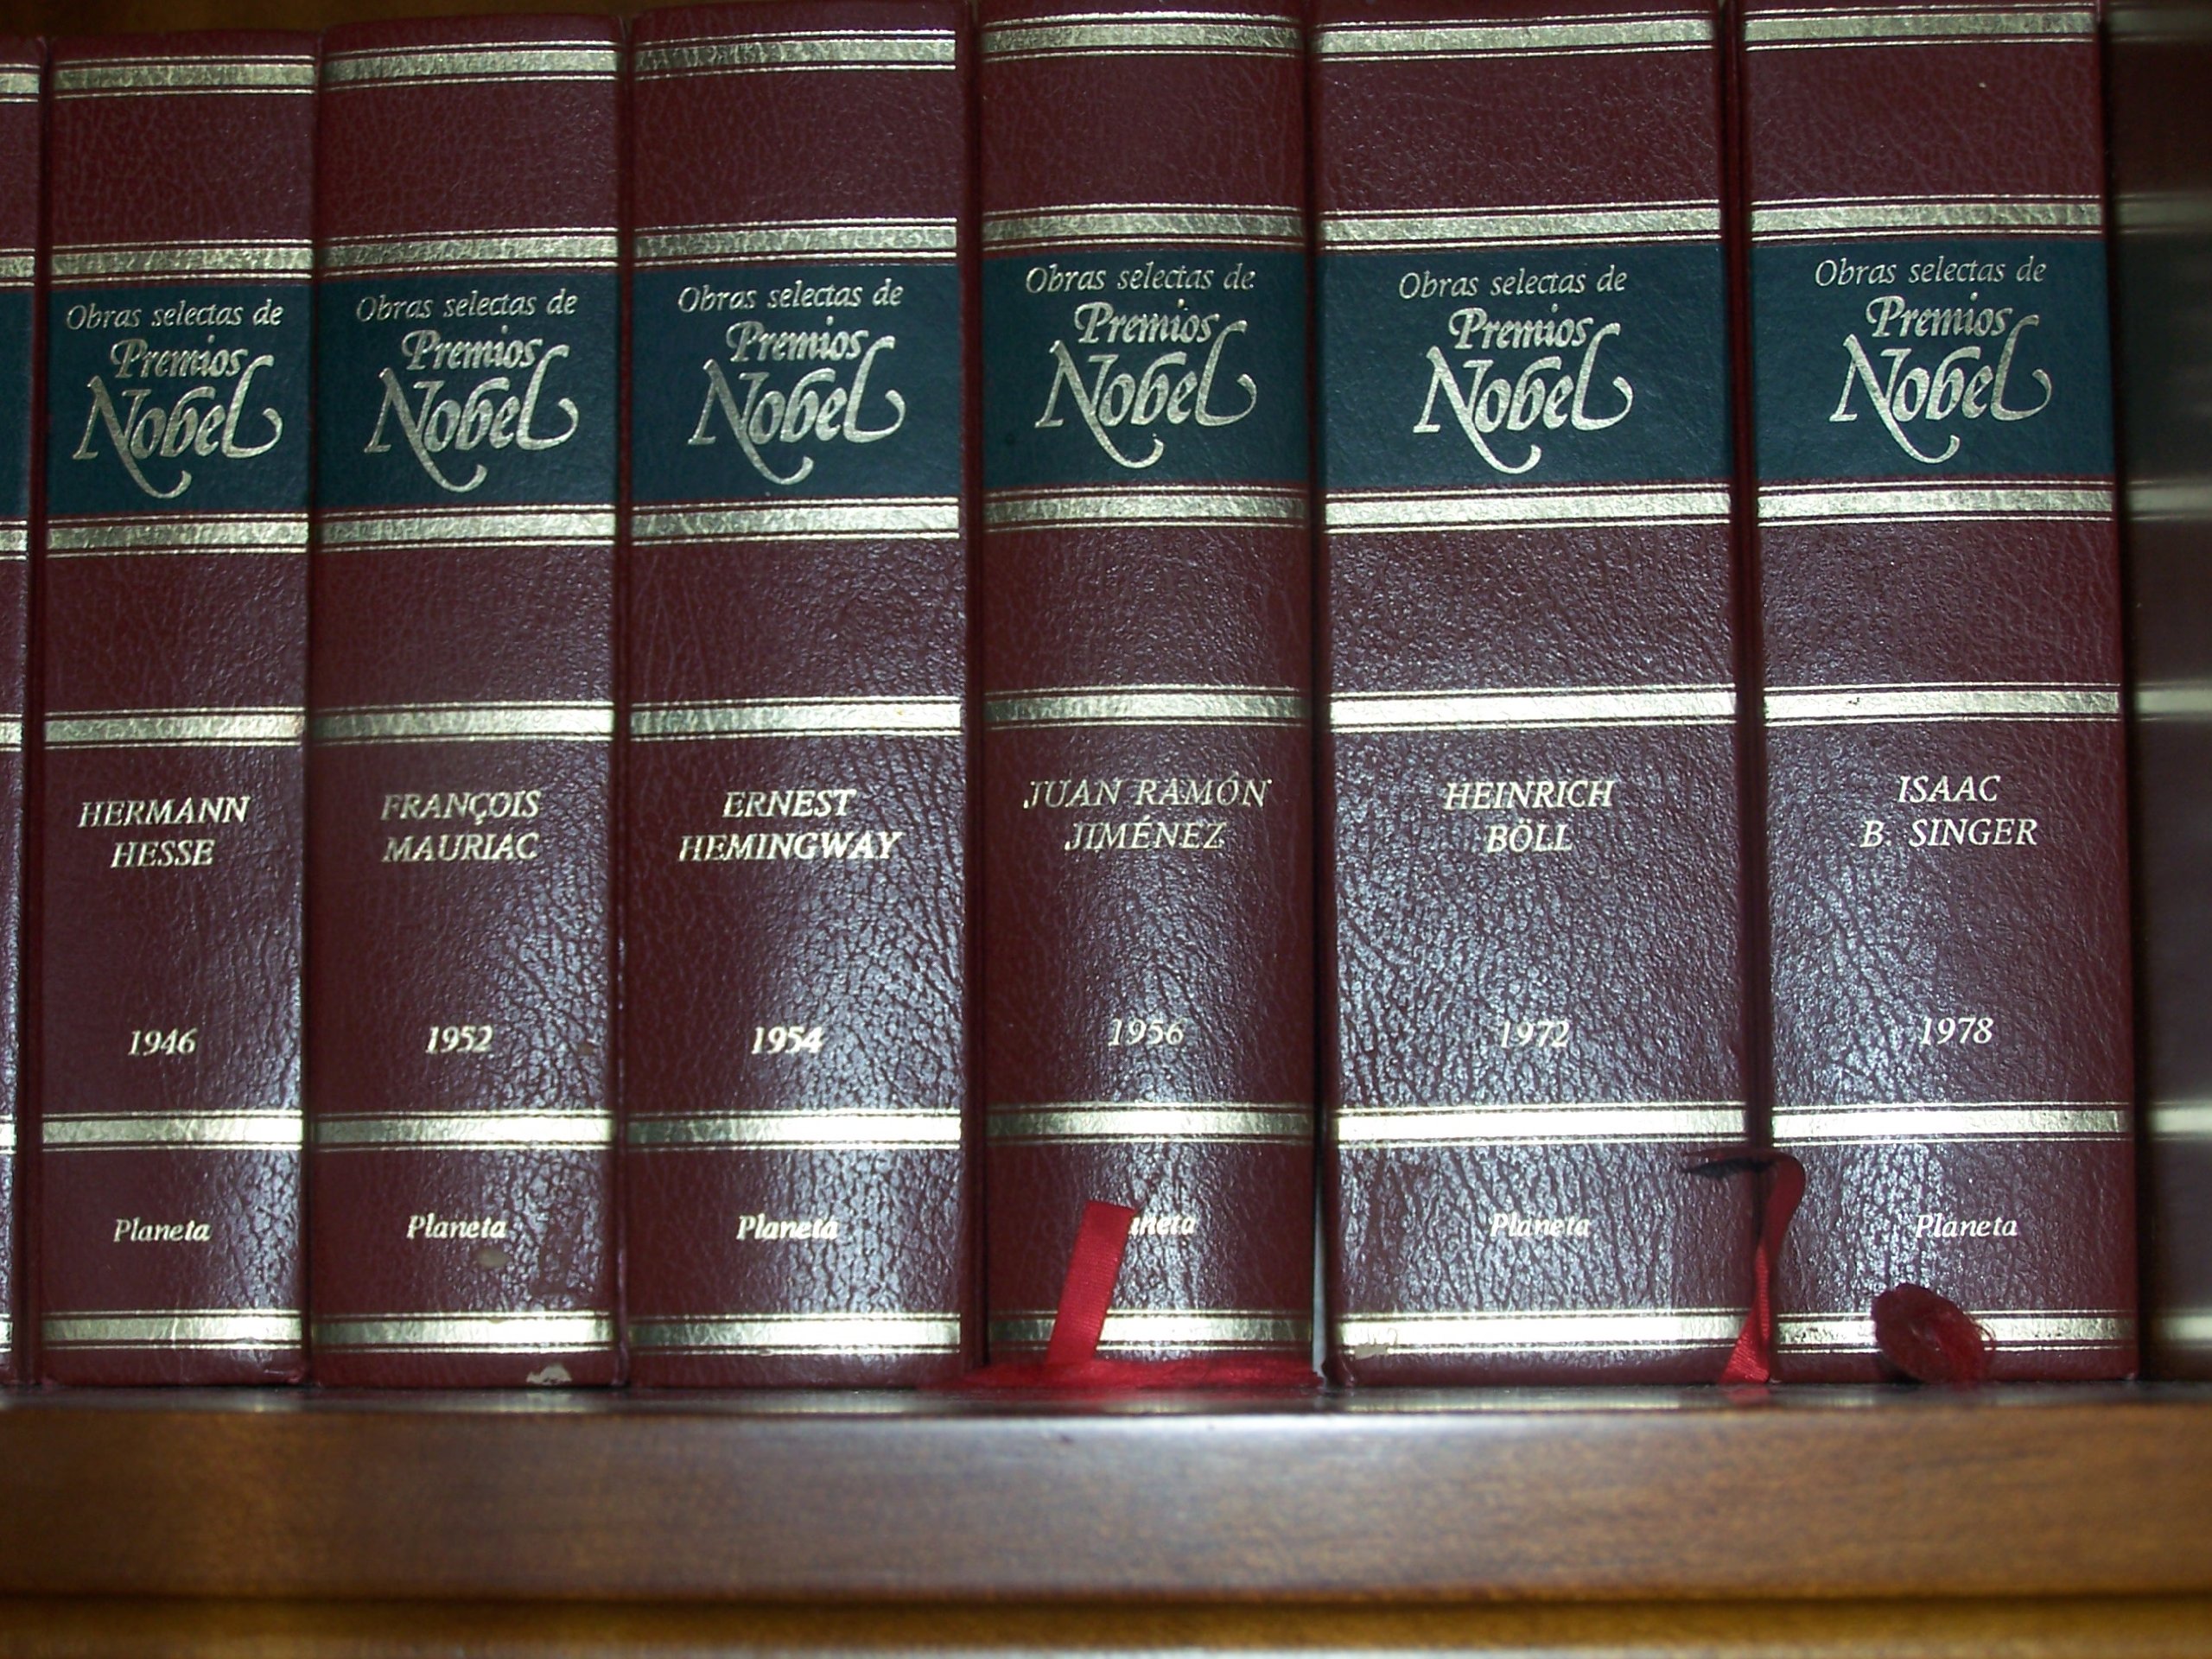 Obras selectas de
Premios
Nobel
HERMANN
HESSE
1946
Planeta
Obras selectas de
Premios
Nobel
FRANÇOIS
MAURIAC
1952
Planeta
Obras selectas de
Premios
Nobel
ERNEST
HEMINGWAY
1954
Planeta
Obras selectas de
Premios
Nobel
JUAN RAMÓN
JIMÉNEZ
1956
neta
Obras selectas de
Premios
Nobel
HEINRICH
BÖLL
1972
Planeta
Obras selectas de
Premios
Nobel
ISAAC
B. SINGER
1978
Planeta